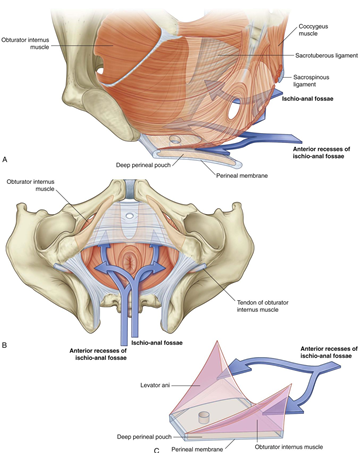 Obturator internus
muscle
Coccygeus
muscle
Sacrotuberous ligament
Sacrospinous
ligament
Ischio-anal fossae
Anterior recesses of
ischio-anal fossae
Deep perineal pouch
Perineal membrane
A
Obturator internus
muscle
Tendon of obturator
internus muscle
Ischio-anal fossae
Anterior recesses of
ischio-anal fossae
B
Anterior recesses of
ischio-anal fossae
Levator ani
Deep perineal pouch
Perineal membrane
Obturator internus muscle
C